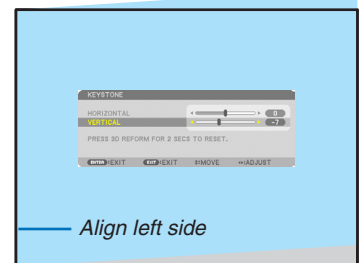 KEYSTONE
HORIZONTAL 0
VERTICAL -7
PRESS 3D REFORM FOR 2 SECS TO RESET.
ENTER :EXIT EXIT :EXIT ↕:MOVE ↔:ADJUST
Align left side